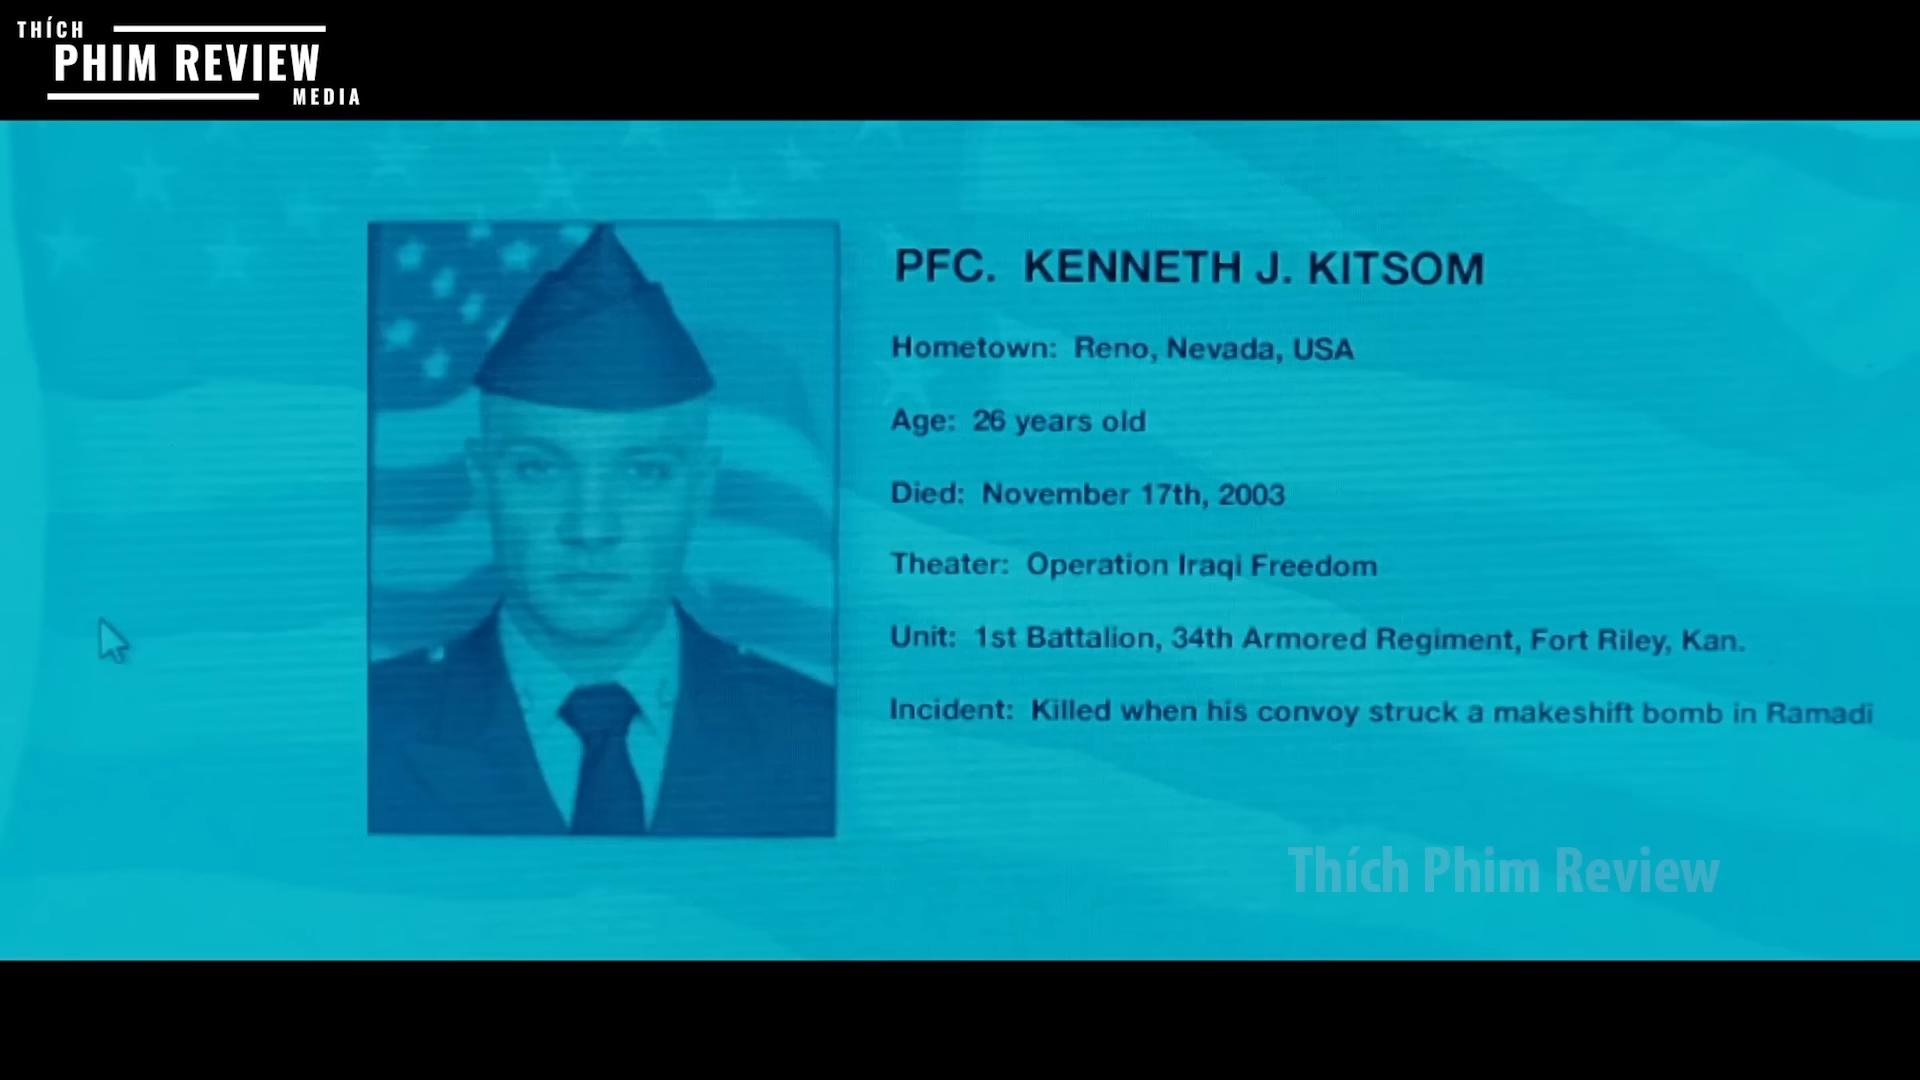 THÍCH
PHIM REVIEW
MEDIA
PFC. KENNETH J. KITSOM
Hometown: Reno, Nevada, USA
Age: 26 years old
Died: November 17th, 2003
Theater: Operation Iraqi Freedom
Unit: 1st Battalion, 34th Armored Regiment, Fort Riley, Kan.
Incident: Killed when his convoy struck a makeshift bomb in Ramadi
Thích Phim Review